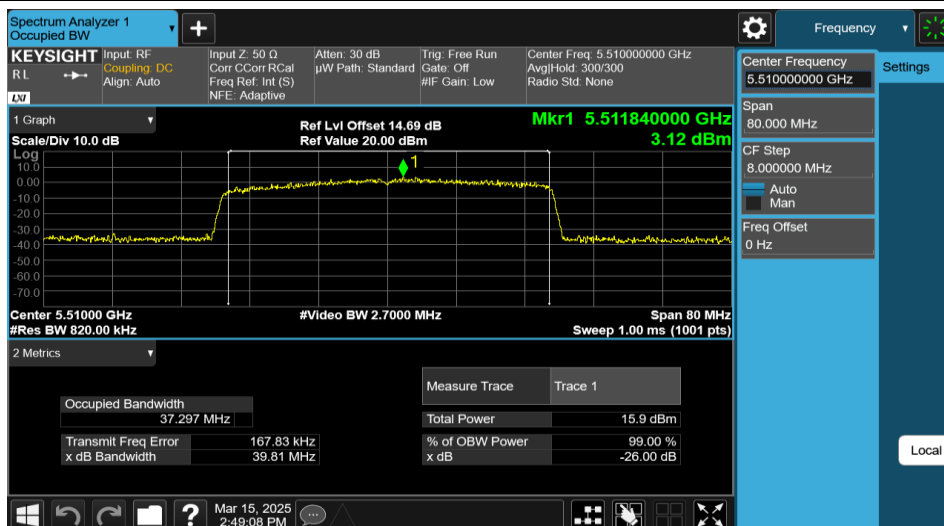 Spectrum Analyzer 1
Occupied BW
+
Frequency
KEYSIGHT
RL
LXI
Input: RF
Coupling: DC
Align: Auto
Input Z: 50 Ω
Corr CCorr RCal
Freq Ref: Int (S)
NFE: Adaptive
Atten: 30 dB
µW Path: Standard
Trig: Free Run
Gate: Off
#IF Gain: Low
Center Freq: 5.510000000 GHz
Avg|Hold: 300/300
Radio Std: None
Center Frequency
5.510000000 GHz
Settings
Span
80.000 MHz
CF Step
8.000000 MHz
Auto
Man
Freq Offset
0 Hz
Local
1 Graph
Scale/Div 10.0 dB
Ref Lvl Offset 14.69 dB
Ref Value 20.00 dBm
Mkr1 5.511840000 GHz
3.12 dBm
Log
10.0
0.00
-10.0
-20.0
-30.0
-40.0
-50.0
-60.0
-70.0
1
Center 5.51000 GHz
#Video BW 2.7000 MHz
Span 80 MHz
#Res BW 820.00 kHz
Sweep 1.00 ms (1001 pts)
2 Metrics
Measure Trace Trace 1
Occupied Bandwidth
37.297 MHz
Total Power 15.9 dBm
Transmit Freq Error 167.83 kHz
% of OBW Power 99.00 %
x dB Bandwidth 39.81 MHz
x dB -26.00 dB
?
Mar 15, 2025
2:49:08 PM